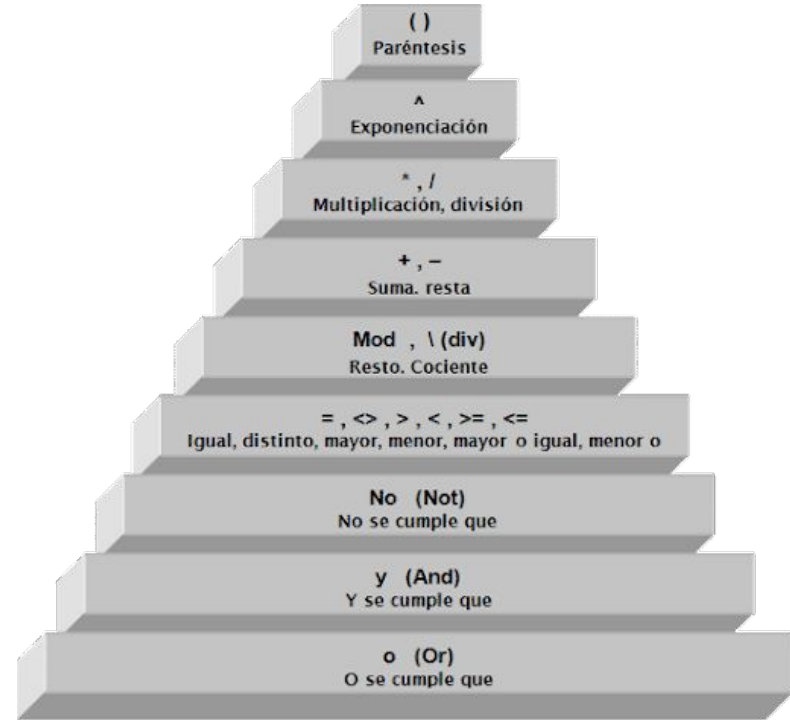 ( )
Paréntesis
^
Exponenciación
* , /
Multiplicación, división
+ , –
Suma. resta
Mod , \ (div)
Resto. Cociente
= , <> , > , < , >= , <=
Igual, distinto, mayor, menor, mayor o igual, menor o
No (Not)
No se cumple que
y (And)
Y se cumple que
o (Or)
O se cumple que